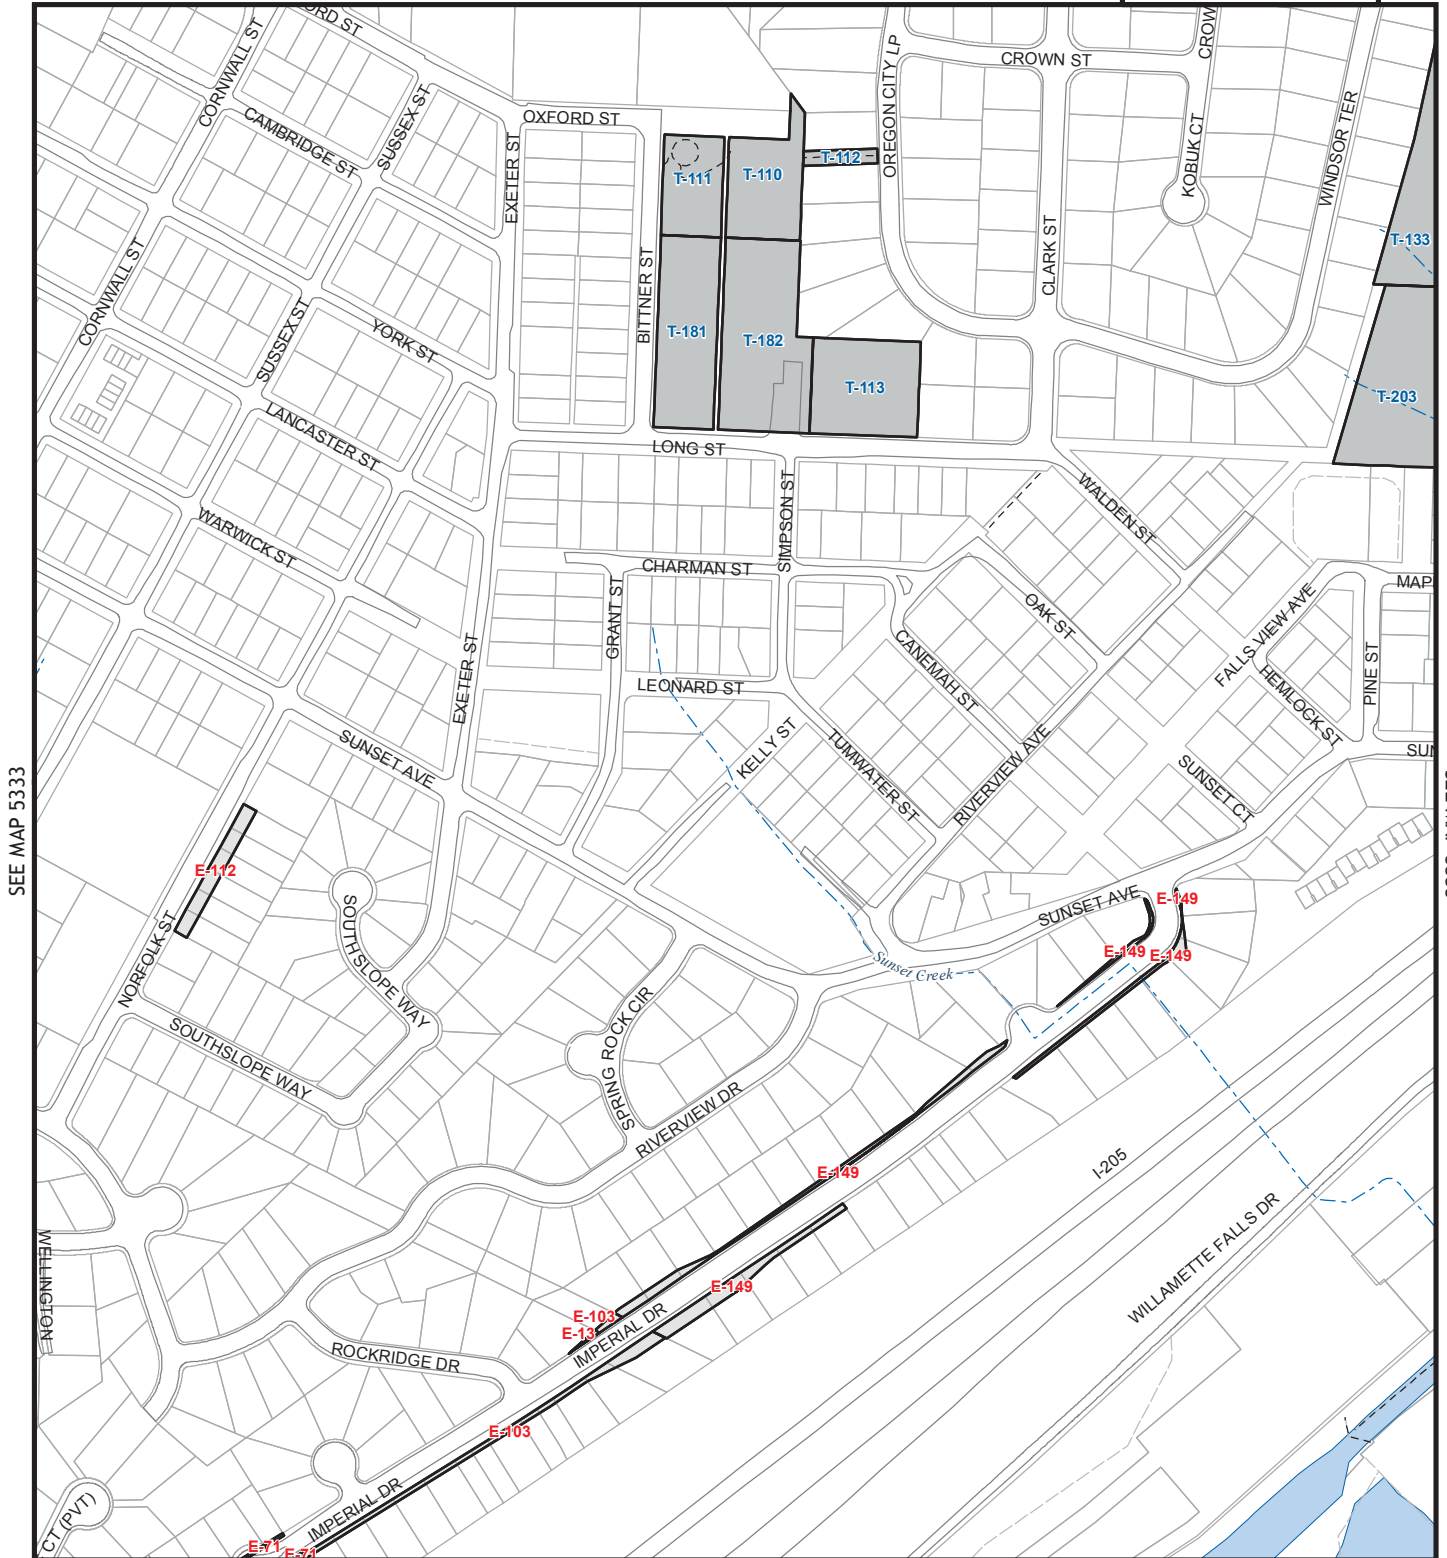 OXFORD ST
CROWN ST
CORNWALL ST
CAMBRIDGE ST
SUSSEX ST
EXETER ST
OREGON CITY LP
KOBUK CT
WINDSOR TER
T-111
T-110
T-112
T-133
CORNWALL ST
SUSSEX ST
YORK ST
BITTNER ST
CLARK ST
T-181
T-182
T-113
T-203
LANCASTER ST
LONG ST
WARWICK ST
SIMPSON ST
WALDEN ST
CHARMAN ST
GRANT ST
OAK ST
MAP
FALLS VIEW AVE
PINE ST
EXETER ST
CANEMAH ST
HEMLOCK ST
LEONARD ST
KELLY ST
TUMWATER ST
RIVERVIEW AVE
SUNSET AVE
SUNSET CT
SUN
SEE MAP 5333
E-112
SOUTHSLOPE WAY
NORFOLK ST
SUNSET AVE
E-149
E-149
E-149
Sunset Creek
SOUTHSLOPE WAY
SPRING ROCK CIR
RIVERVIEW DR
I-205
E-149
WILLAMETTE FALLS DR
WELLINGTON
E-149
E-103
E-13
IMPERIAL DR
ROCKRIDGE DR
E-103
IMPERIAL DR
CT (PVT)
E-71
E-71